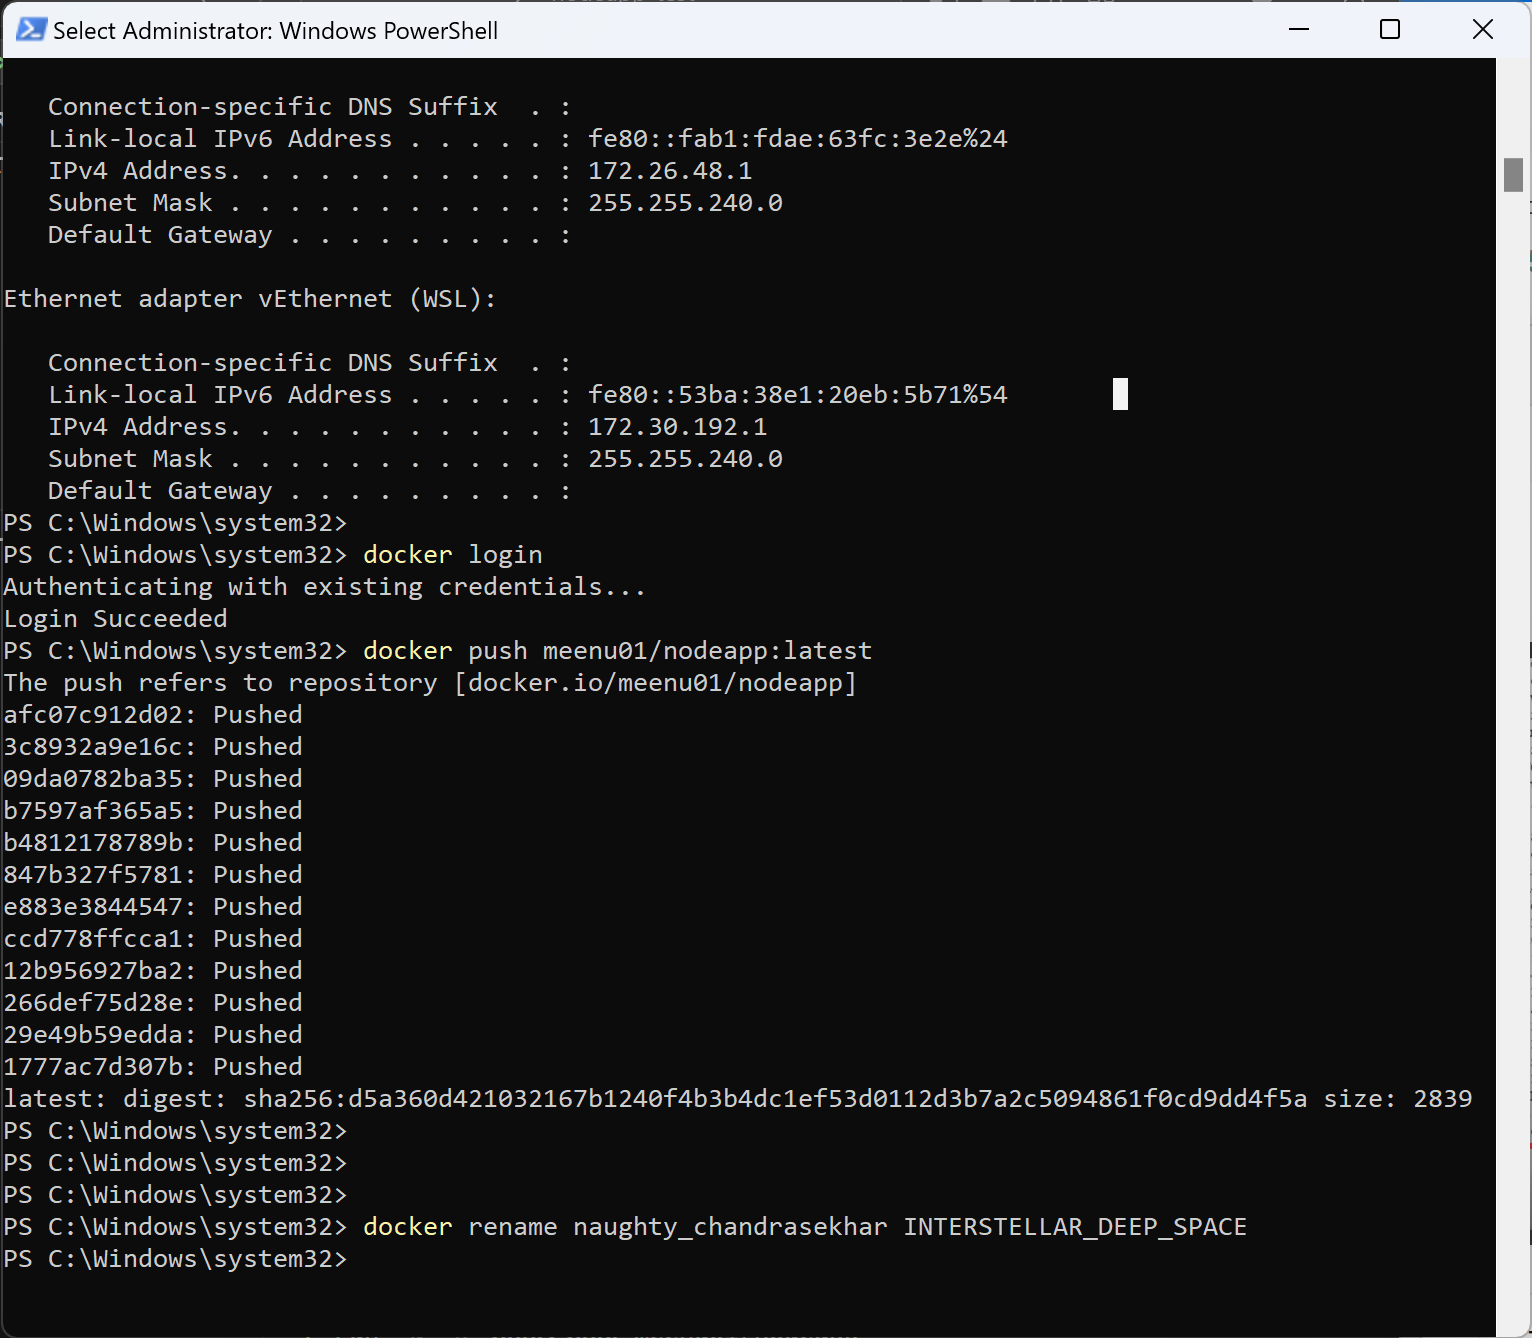 Select Administrator: Windows PowerShell
   Connection-specific DNS Suffix  . :
   Link-local IPv6 Address . . . . . : fe80::fab1:fdae:63fc:3e2e%24
   IPv4 Address. . . . . . . . . . . : 172.26.48.1
   Subnet Mask . . . . . . . . . . . : 255.255.240.0
   Default Gateway . . . . . . . . . :
Ethernet adapter vEthernet (WSL):
   Connection-specific DNS Suffix  . :
   Link-local IPv6 Address . . . . . : fe80::53ba:38e1:20eb:5b71%54
   IPv4 Address. . . . . . . . . . . : 172.30.192.1
   Subnet Mask . . . . . . . . . . . : 255.255.240.0
   Default Gateway . . . . . . . . . :
PS C:\Windows\system32>
PS C:\Windows\system32> docker login
Authenticating with existing credentials...
Login Succeeded
PS C:\Windows\system32> docker push meenu01/nodeapp:latest
The push refers to repository [docker.io/meenu01/nodeapp]
afc07c912d02: Pushed
3c8932a9e16c: Pushed
09da0782ba35: Pushed
b7597af365a5: Pushed
b4812178789b: Pushed
847b327f5781: Pushed
e883e3844547: Pushed
ccd778ffcca1: Pushed
12b956927ba2: Pushed
266def75d28e: Pushed
29e49b59edda: Pushed
1777ac7d307b: Pushed
latest: digest: sha256:d5a360d421032167b1240f4b3b4dc1ef53d0112d3b7a2c5094861f0cd9dd4f5a size: 2839
PS C:\Windows\system32>
PS C:\Windows\system32>
PS C:\Windows\system32>
PS C:\Windows\system32> docker rename naughty_chandrasekhar INTERSTELLAR_DEEP_SPACE
PS C:\Windows\system32>